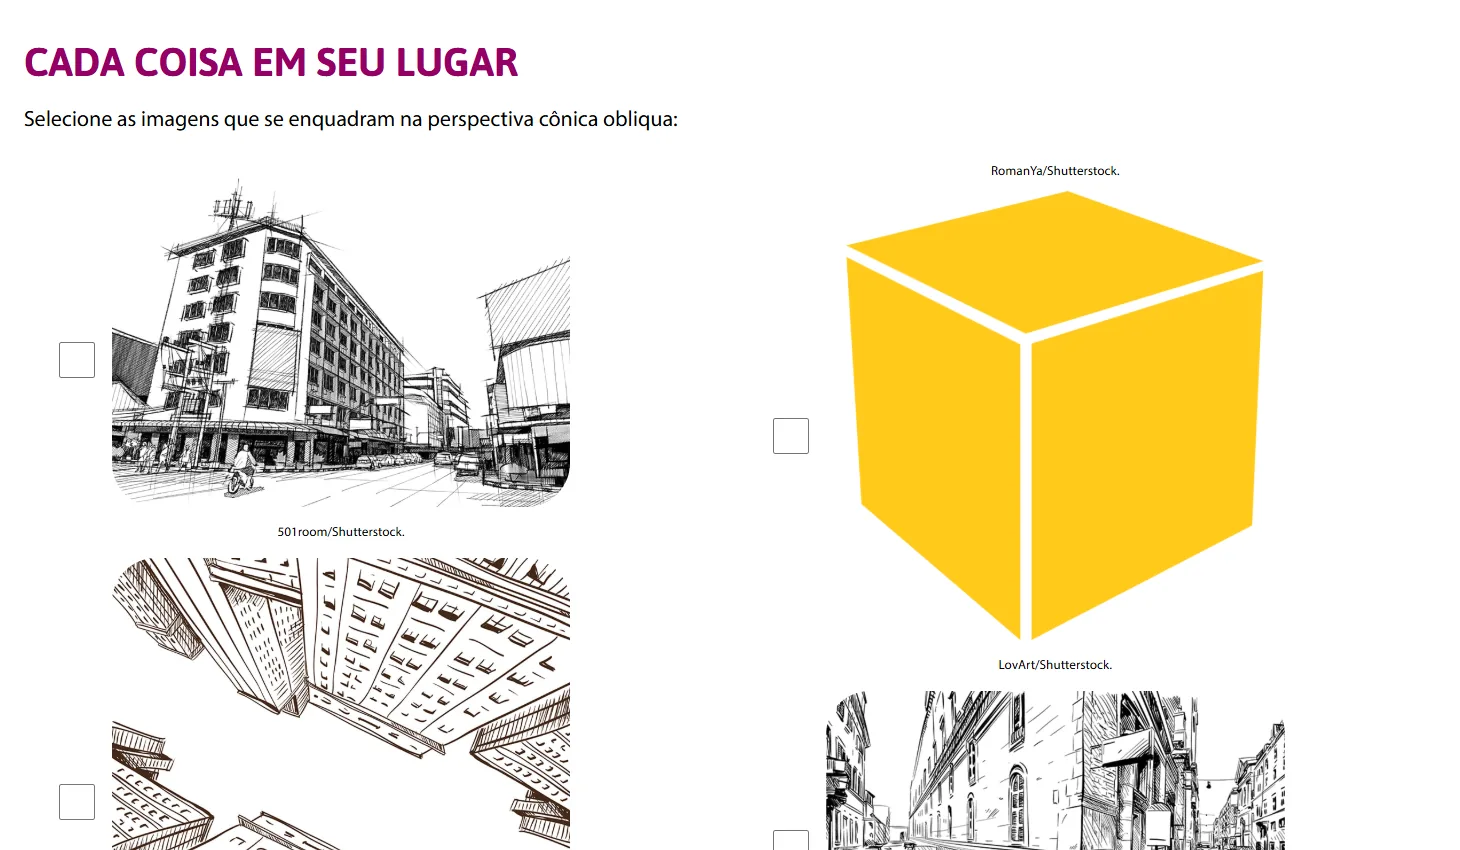 CADA COISA EM SEU LUGAR
Selecione as imagens que se enquadram na perspectiva cônica obliqua:
RomanYa/Shutterstock.
501room/Shutterstock.
LovArt/Shutterstock.